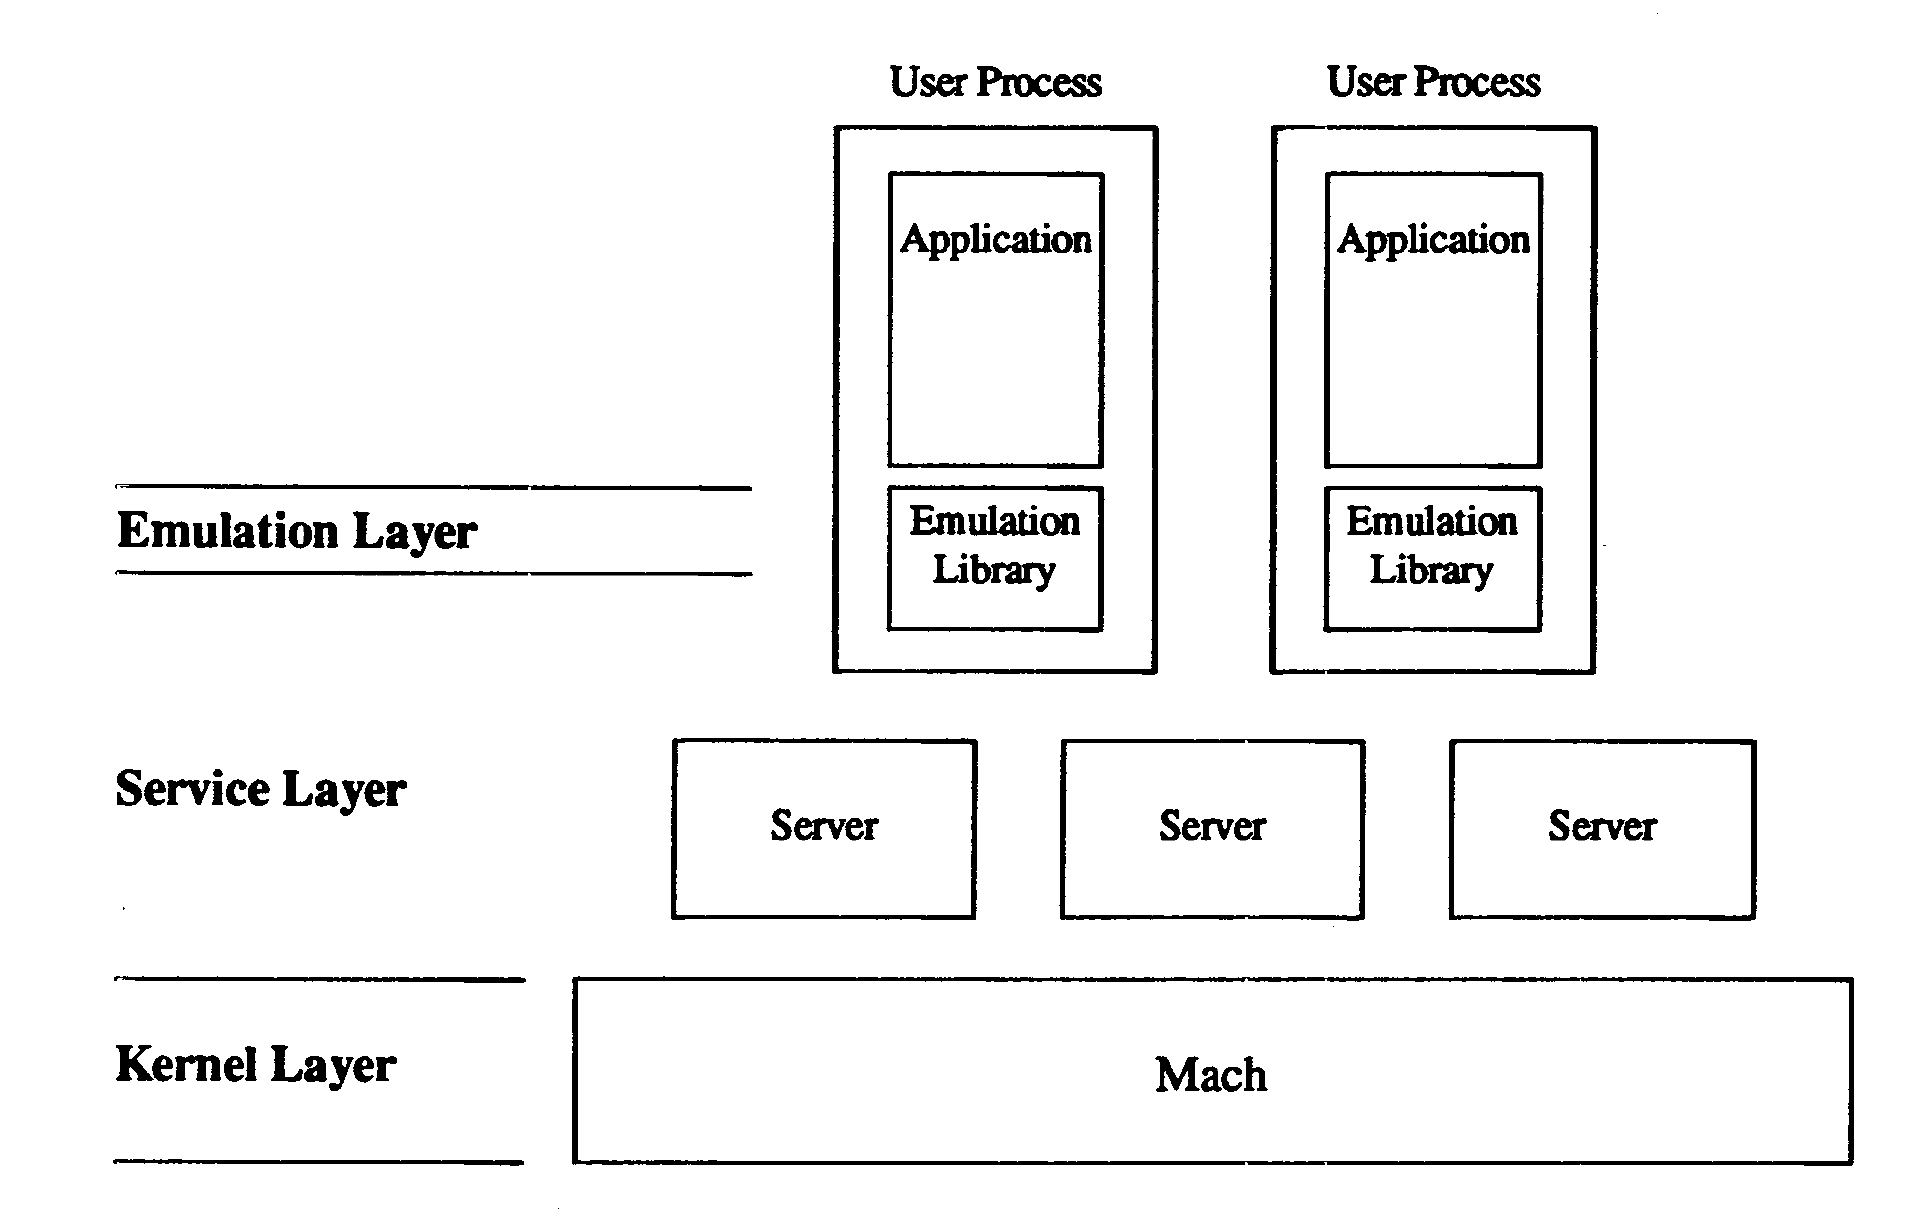 User Process
User Process
Application
Application
Emulation Layer
Emulation
Library
Emulation
Library
Service Layer
Server
Server
Server
Kernel Layer
Mach